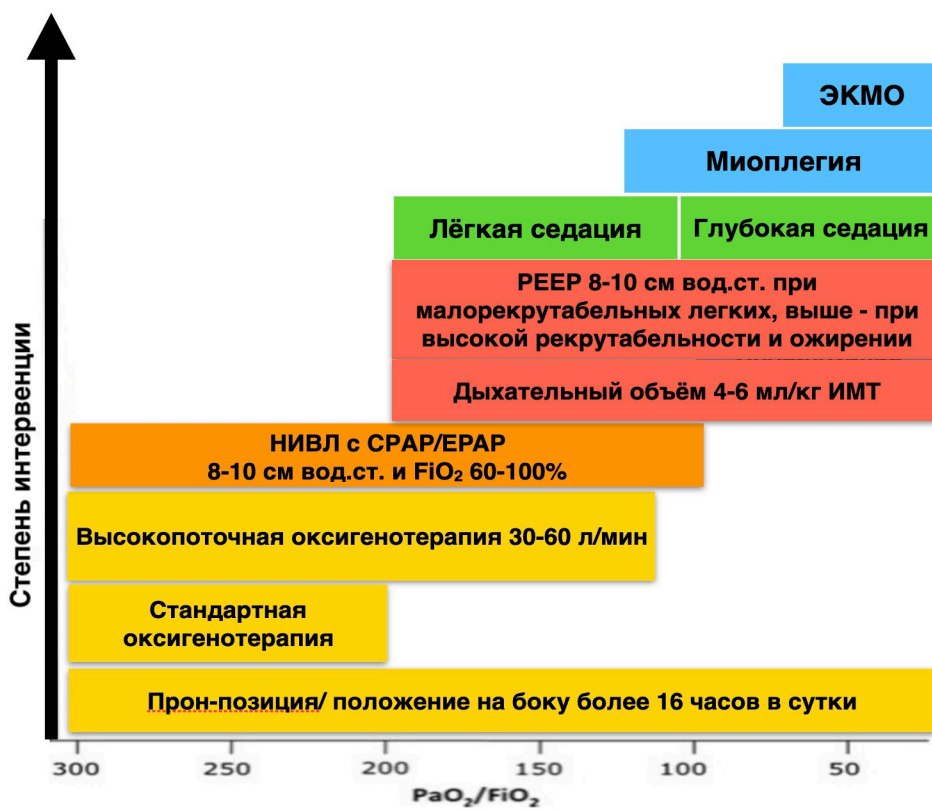 ЭКМО
Миоплегия
Лёгкая седация
Глубокая седация
PEEP 8-10 см вод.ст. при
малорекрутабельных легких, выше - при
высокой рекрутабельности и ожирении
Дыхательный объём 4-6 мл/кг ИМТ
НИВЛ с CPAP/EPAP
8-10 см вод.ст. и FiO₂ 60-100%
Высокопоточная оксигенотерапия 30-60 л/мин
Стандартная
оксигенотерапия
Прон-позиция/ положение на боку более 16 часов в сутки
Степень интервенции
300 250 200 150 100 50
PaO₂/FiO₂